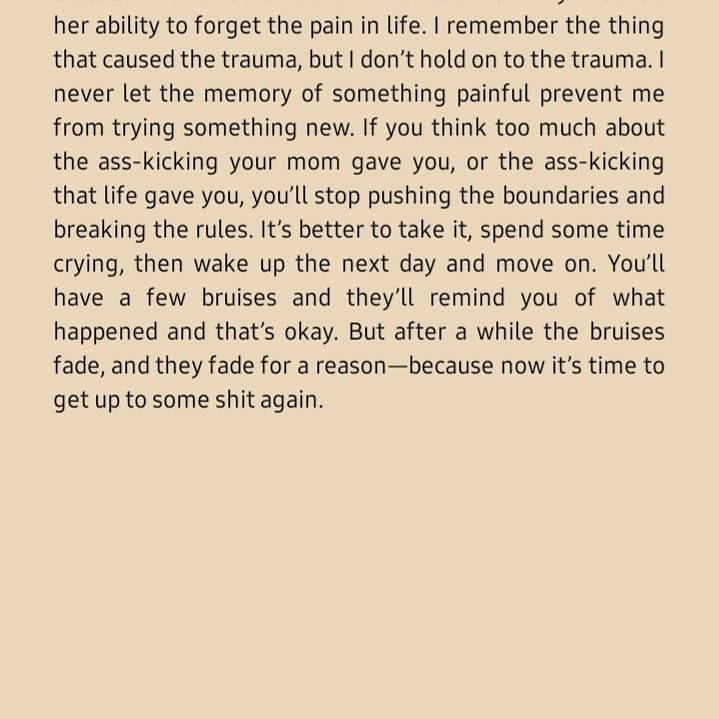 her ability to forget the pain in life. I remember the thing
that caused the trauma, but I don’t hold on to the trauma. I
never let the memory of something painful prevent me
from trying something new. If you think too much about
the ass-kicking your mom gave you, or the ass-kicking
that life gave you, you’ll stop pushing the boundaries and
breaking the rules. It’s better to take it, spend some time
crying, then wake up the next day and move on. You’ll
have a few bruises and they’ll remind you of what
happened and that’s okay. But after a while the bruises
fade, and they fade for a reason—because now it’s time to
get up to some shit again.